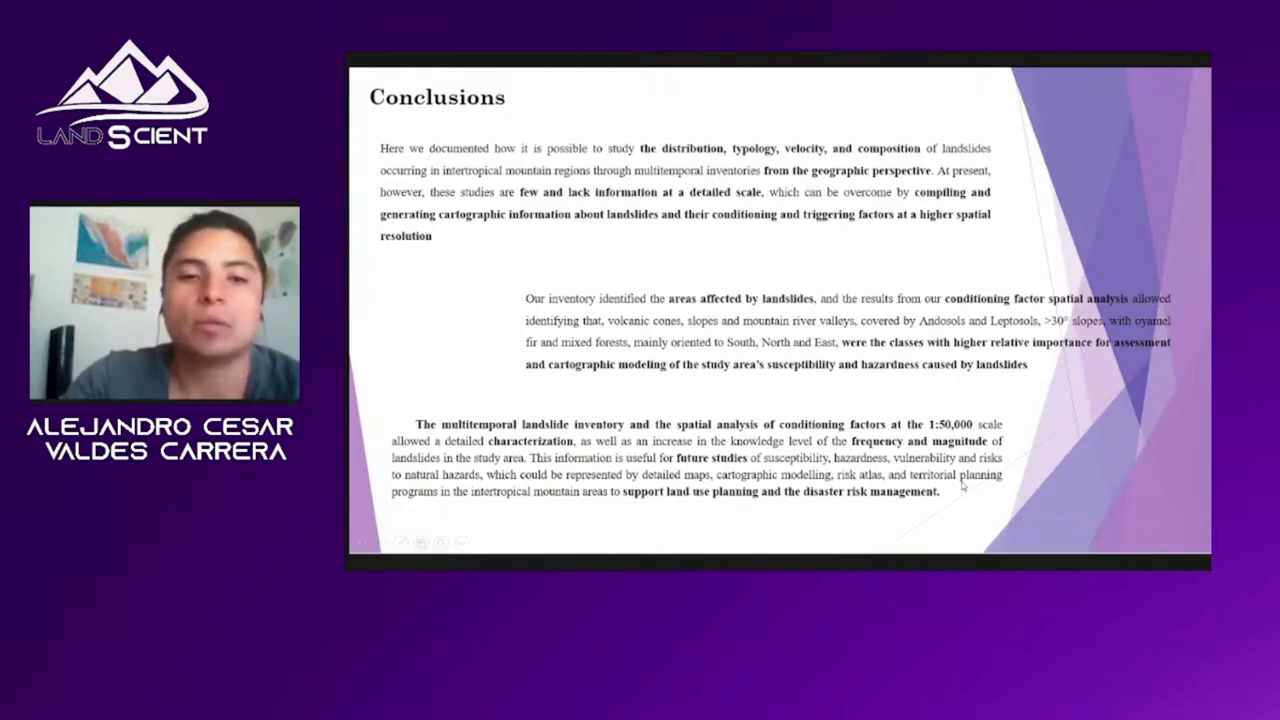 LANDSCIENT
ALEJANDRO CESAR
VALDES CARRERA
Conclusions
Here we documented how it is possible to study the distribution, typology, velocity, and composition of landslides
occurring in intertropical mountain regions through multitemporal inventories from the geographic perspective. At present,
however, these studies are few and lack information at a detailed scale, which can be overcome by compiling and
generating cartographic information about landslides and their conditioning and triggering factors at a higher spatial
resolution
Our inventory identified the areas affected by landslides, and the results from our conditioning factor spatial analysis allowed
identifying that, volcanic cones, slopes and mountain river valleys, covered by Andosols and Leptosols, >30° slopes, with oyamel
fir and mixed forests, mainly oriented to South, North and East, were the classes with higher relative importance for assessment
and cartographic modeling of the study area's susceptibility and hazardness caused by landslides
The multitemporal landslide inventory and the spatial analysis of conditioning factors at the 1:50,000 scale
allowed a detailed characterization, as well as an increase in the knowledge level of the frequency and magnitude of
landslides in the study area. This information is useful for future studies of susceptibility, hazardness, vulnerability and risks
to natural hazards, which could be represented by detailed maps, cartographic modelling, risk atlas, and territorial planning
programs in the intertropical mountain areas to support land use planning and the disaster risk management.